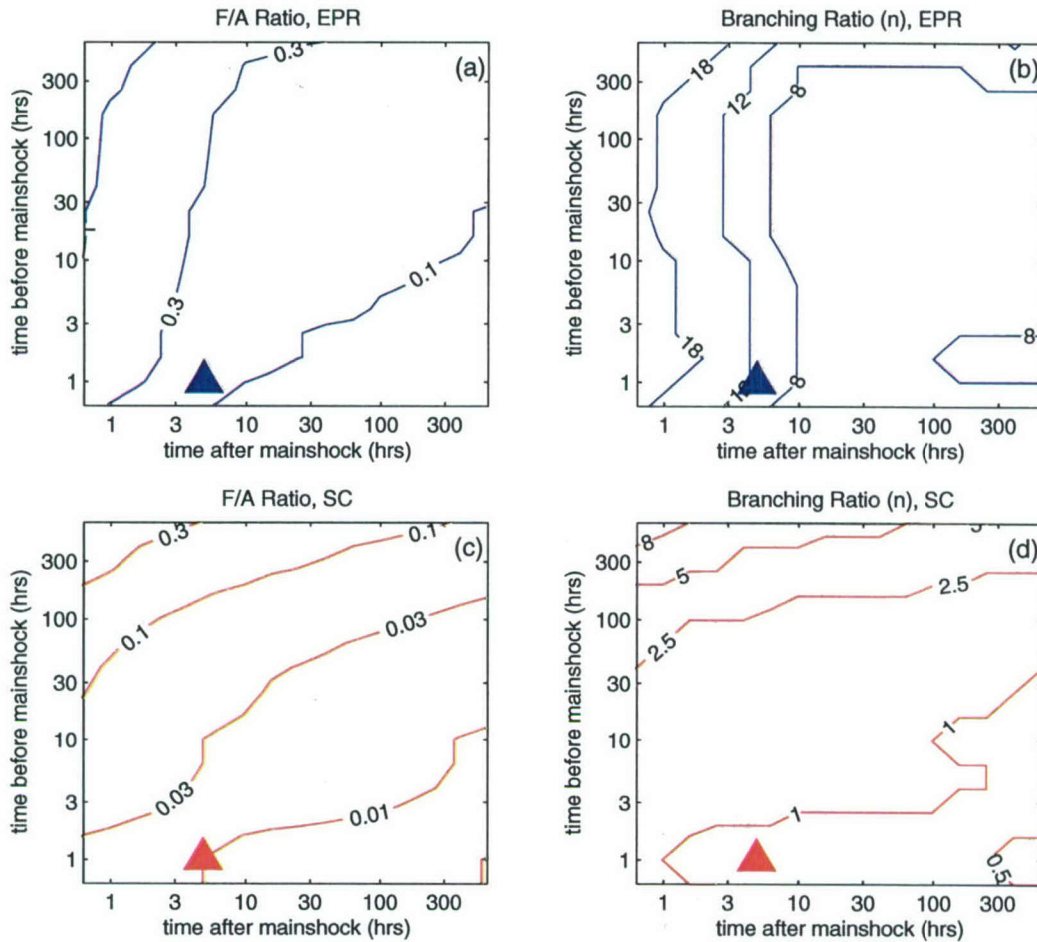 F/A Ratio, EPR
(a)
0.3
0.3
0.1
300
100
30
10
3
1
time before mainshock (hrs)
1 3 10 30 100 300
time after mainshock (hrs)
Branching Ratio (n), EPR
(b)
18
12
8
18
12
8
8
300
100
30
10
3
1
time before mainshock (hrs)
1 3 10 30 100 300
time after mainshock (hrs)
F/A Ratio, SC
(c)
0.3
0.1
0.1
0.03
0.03
0.01
300
100
30
10
3
1
time before mainshock (hrs)
1 3 10 30 100 300
time after mainshock (hrs)
Branching Ratio (n), SC
(d)
8
5
2.5
2.5
1
1
0.5
300
100
30
10
3
1
time before mainshock (hrs)
1 3 10 30 100 300
time after mainshock (hrs)